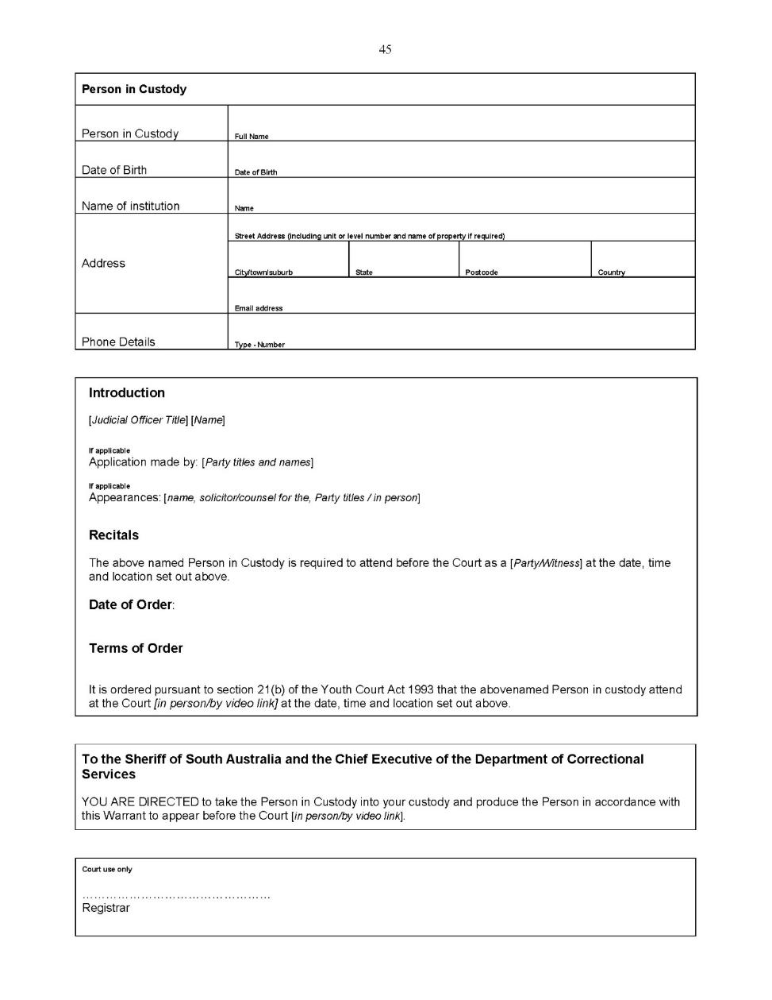 45
Person in Custody
Person in Custody
Full Name
Date of Birth
Date of Birth
Name of institution
Name
Address
Street Address (including unit or level number and name of property if required)
City/town/suburb State Postcode Country
Email address
Phone Details
Type - Number
Introduction
[Judicial Officer Title] [Name]
If applicable
Application made by: [Party titles and names]
If applicable
Appearances: [name, solicitor/counsel for the, Party titles / in person]
Recitals
The above named Person in Custody is required to attend before the Court as a [Party/Witness] at the date, time
and location set out above.
Date of Order:
Terms of Order
It is ordered pursuant to section 21(b) of the Youth Court Act 1993 that the abovenamed Person in custody attend
at the Court [in person/by video link] at the date, time and location set out above.
To the Sheriff of South Australia and the Chief Executive of the Department of Correctional
Services
YOU ARE DIRECTED to take the Person in Custody into your custody and produce the Person in accordance with
this Warrant to appear before the Court [in person/by video link].
Court use only
................................................
Registrar